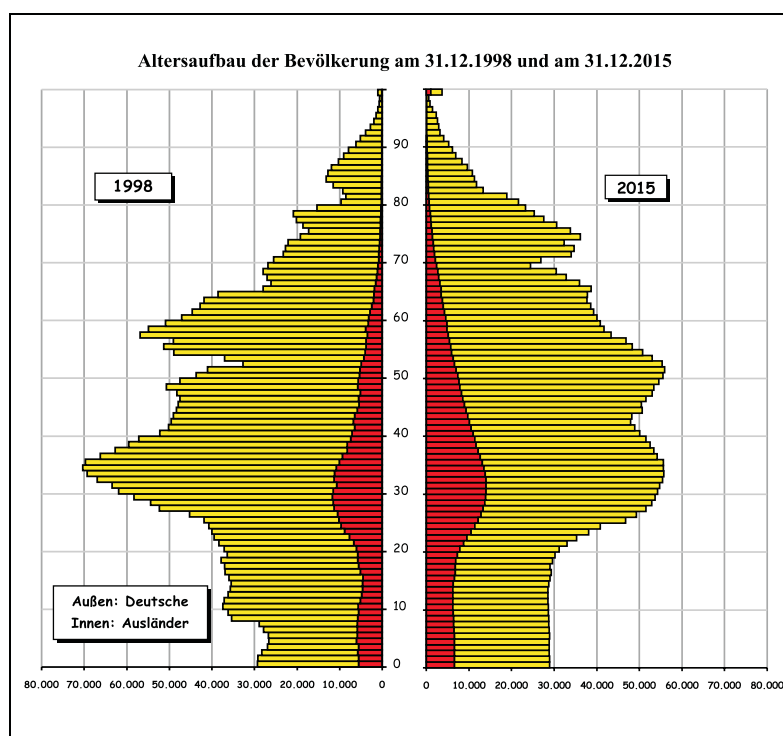 Altersaufbau der Bevölkerung am 31.12.1998 und am 31.12.2015
1998
2015
90
80
70
60
50
40
30
20
10
0
Außen: Deutsche
Innen: Ausländer
80.000 70.000 60.000 50.000 40.000 30.000 20.000 10.000 0
0 10.000 20.000 30.000 40.000 50.000 60.000 70.000 80.000